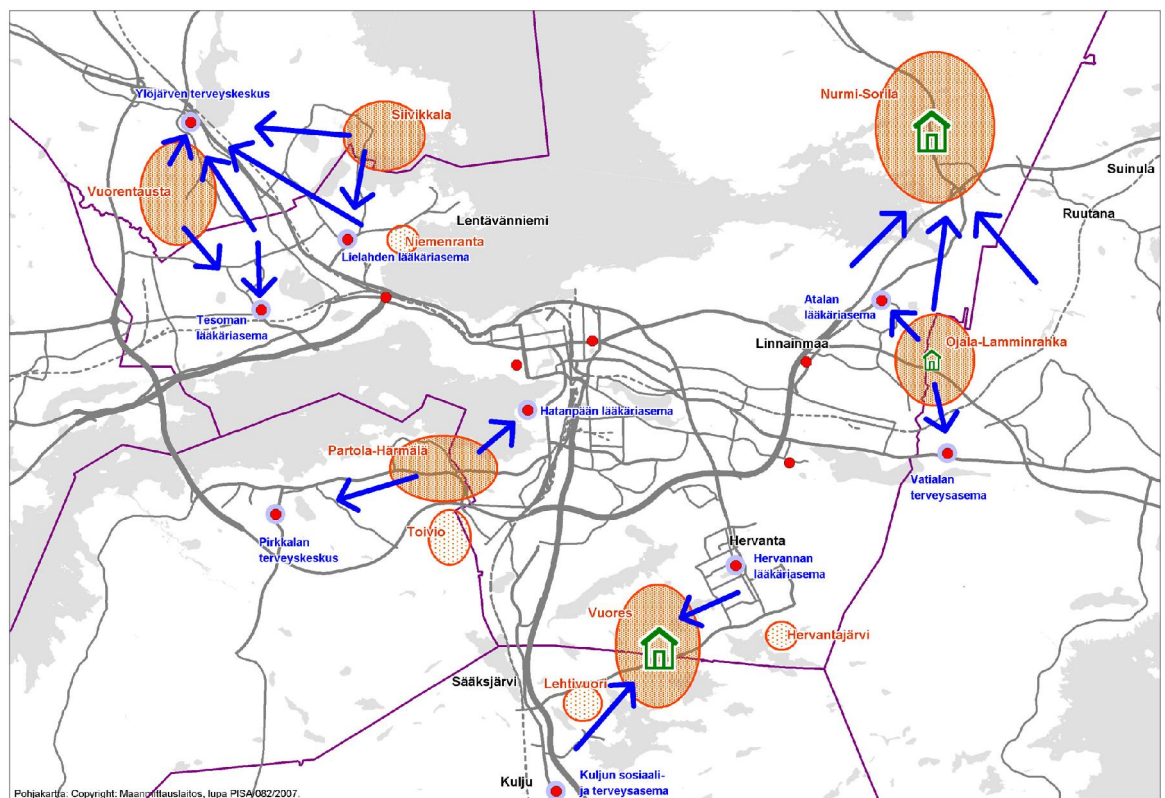 Ylöjärven terveyskeskus
Siivikkala
Nurmi-Sorila
Suinula
Vuorentausta
Ruutana
Lentävänniemi
Niemenranta
Lielahden lääkäriasema
Atalan
lääkäriasema
Tesoman-
lääkäriasema
Linnainmaa
Ojala-Lamminrahka
Hatanpään lääkäriasema
Partola-Härmälä
Vatialan
terveysasema
Toivio
Pirkkalan
terveyskeskus
Hervanta
Hervannan
lääkäriasema
Vuores
Hervantajärvi
Sääksjärvi
Lehtivuori
Kulju
Kuljun sosiaali-
ja terveysasema
Pohjakartta: Copyright: Maanmittauslaitos, lupa PISA/082/2007.